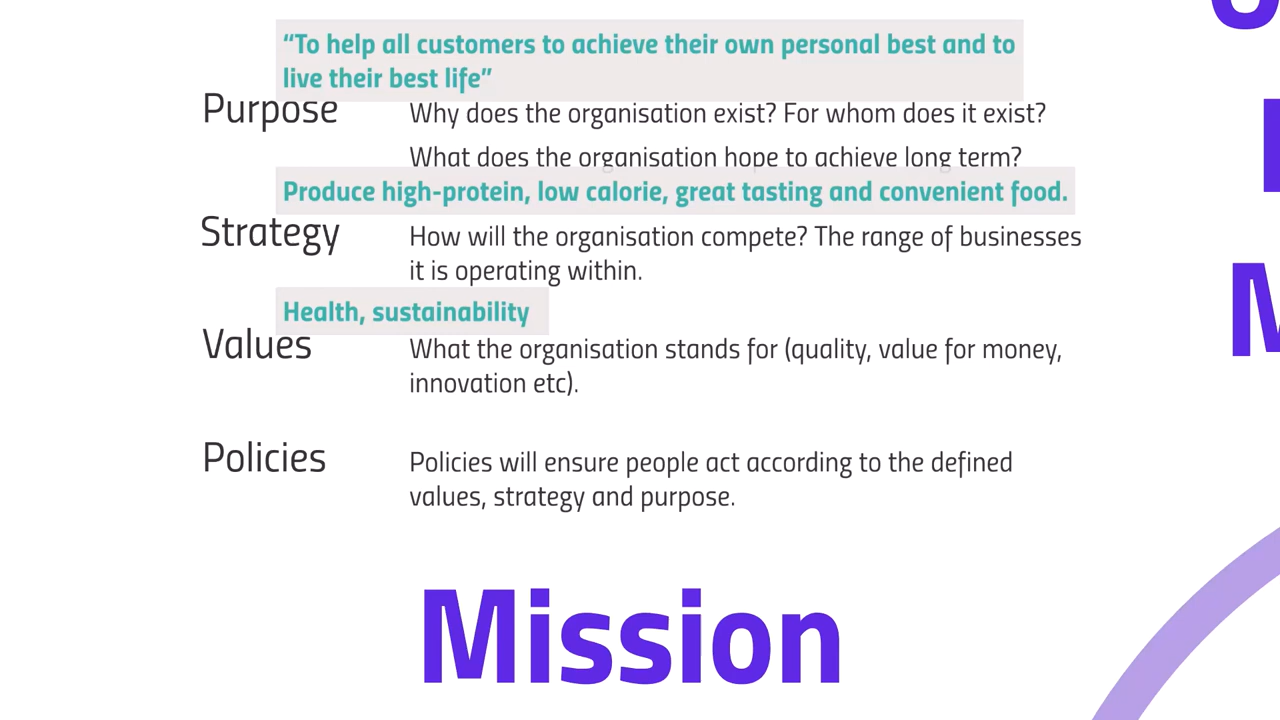 “To help all customers to achieve their own personal best and to
live their best life”
Purpose
Why does the organisation exist? For whom does it exist?
What does the organisation hope to achieve long term?
Produce high-protein, low calorie, great tasting and convenient food.
Strategy
How will the organisation compete? The range of businesses
it is operating within.
Health, sustainability
Values
What the organisation stands for (quality, value for money,
innovation etc).
Policies
Policies will ensure people act according to the defined
values, strategy and purpose.
Mission